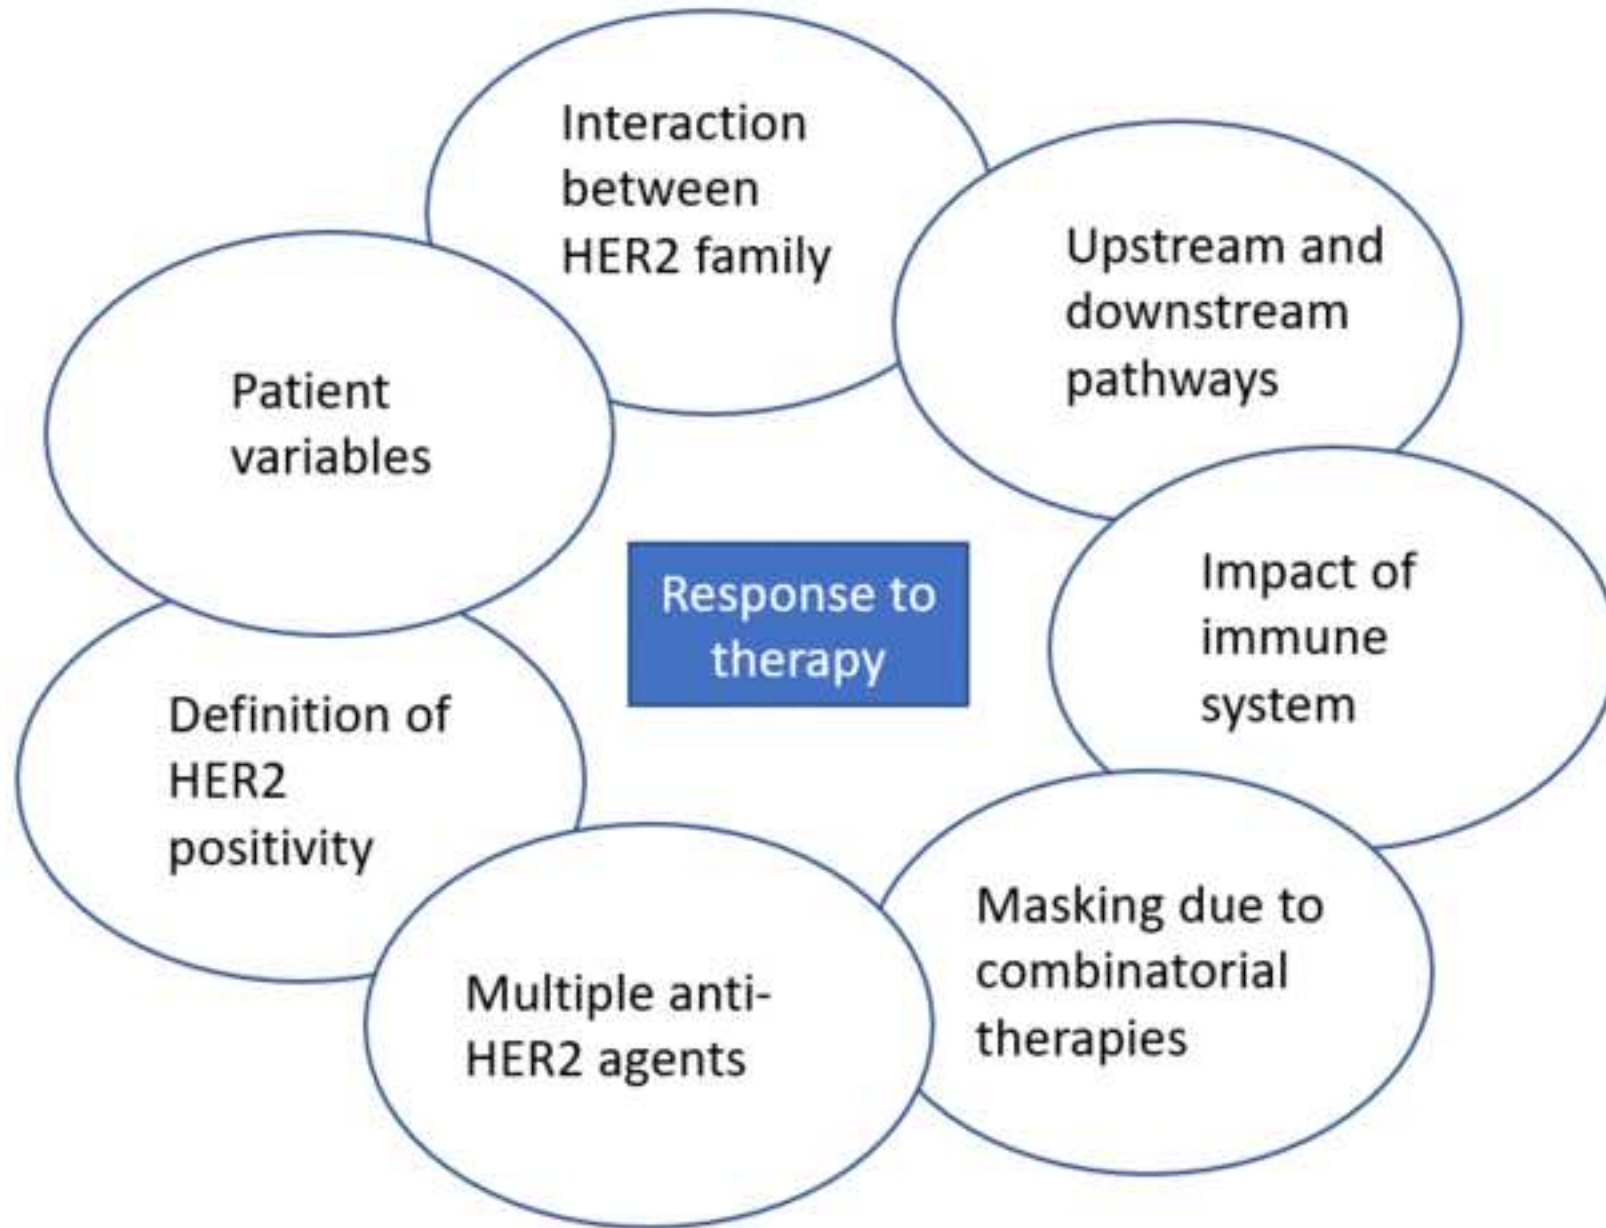 Interaction
between
HER2 family
Upstream and
downstream
pathways
Patient
variables
Response to
therapy
Impact of
immune
system
Definition of
HER2
positivity
Masking due to
combinatorial
therapies
Multiple anti-
HER2 agents